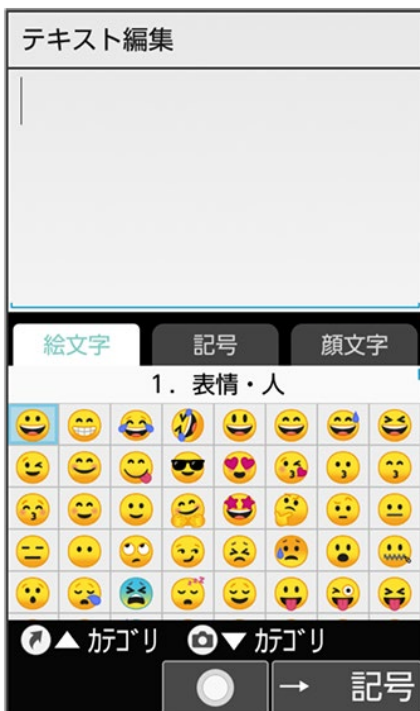 テキスト編集
絵文字 記号 顔文字
1. 表情・人
▲ ｶﾃｺﾞﾘ ▼ ｶﾃｺﾞﾘ
→ 記号